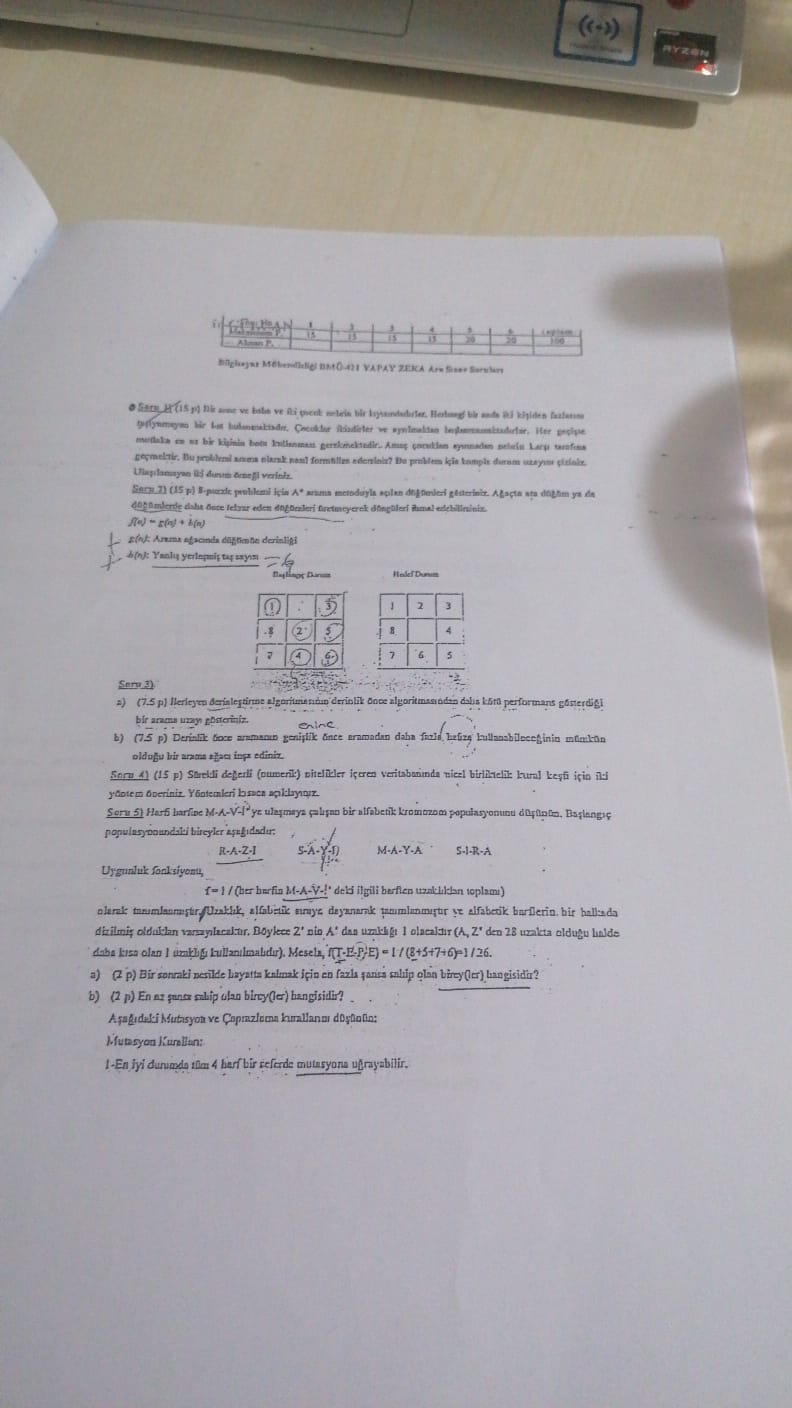 RYZEN
1 2 3 4 5 6
15 15 15 15 20 20 100
Alınan P.
Bilgisayar Mühendisliği BMÜ-421 YAPAY ZEKA Ara Sınav Soruları
Soru 1) (15 p) Bir anne ve baba ve iki çocuk nehrin bir kıyısındadırlar. Herhangi bir anda iki kişiden fazlasını
taşıyamayan bir bot bulunmaktadır. Çocuklar ikizdirler ve ayrılmaktan Her geçişte
mutlaka en az bir kişinin botu kullanması gerekmektedir. Amaç çocukları ayırmadan nehrin karşı tarafına
geçmektir. Bu problemi arama olarak nasıl formülize edersiniz? Bu problem için komple durum uzayını çiziniz.
Ulaşılamayan iki durum örneği veriniz.
Soru 2) (15 p) 8-puzzle problemi için A* arama metoduyla açılan düğümleri gösteriniz. Ağaçta ata düğüm ya da
düğümlerde daha önce tekrar eden düğümleri üretmeyerek döngüleri ihmal edebilirsiniz.
f(n) = g(n) + h(n)
g(n): Arama ağacında düğümün derinliği
h(n): Yanlış yerleşmiş taş sayısı
Başlangıç Durum Hedef Durum
1 3 1 2 3
8 2 5 8 4
7 4 6 7 6 5
Soru 3)
a) (7.5 p) İlerleyen derinleştirme algoritmasının derinlik önce algoritmasından daha kötü performans gösterdiği
bir arama uzayı gösteriniz.
enine
b) (7.5 p) Derinlik önce aramanın genişlik önce aramadan daha fazla hafıza kullanabileceğinin mümkün
olduğu bir arama ağacı inşa ediniz.
Soru 4) (15 p) Sürekli değerli (numerik) nitelikler içeren veritabanında nicel birliktelik kural keşfi için iki
yöntem öneriniz. Yöntemleri kısaca açıklayınız.
Soru 5) Harfi harfine M-A-V-İ' ye ulaşmaya çalışan bir alfabetik kromozom populasyonunu düşünün. Başlangıç
populasyonundaki bireyler aşağıdadır:
R-A-Z-I S-A-Y-I M-A-Y-A S-I-R-A
Uygunluk fonksiyonu,
f= 1 / (her harfin M-A-V-İ' deki ilgili harften uzaklıkları toplamı)
olarak tanımlanmıştır. Uzaklık, alfabetik sıraya dayanarak tanımlanmıştır ve alfabetik harflerin bir halkada
dizilmiş oldukları varsayılacaktır. Böylece Z' nin A' dan uzaklığı 1 olacaktır (A, Z' den 28 uzakta olduğu halde
daha kısa olan 1 uzaklığı kullanılmalıdır). Mesela, f(T-E-P-E) = 1 / (8+5+7+6)=1 / 26.
a) (2 p) Bir sonraki nesilde hayatta kalmak için en fazla şansa sahip olan birey(ler) hangisidir?
b) (2 p) En az şansa sahip olan birey(ler) hangisidir?
Aşağıdaki Mutasyon ve Çaprazlama kurallarını düşünün:
Mutasyon Kuralları:
1-En iyi durumda tüm 4 harf bir seferde mutasyona uğrayabilir.